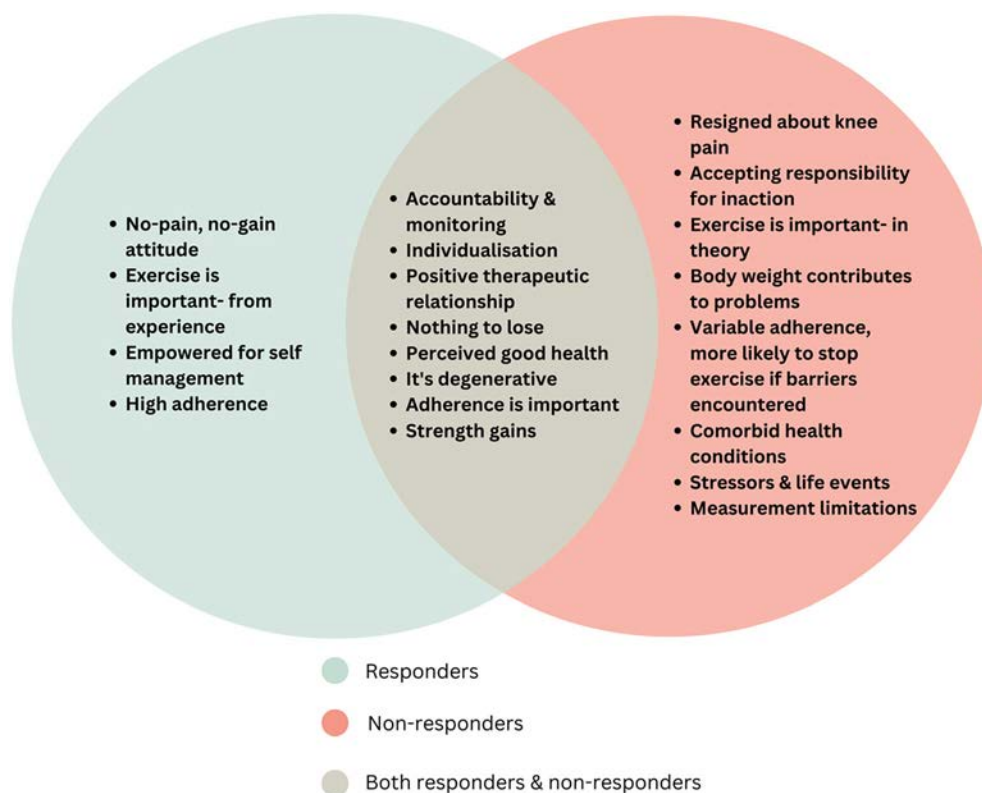 • No-pain, no-gain
attitude
• Exercise is
important- from
experience
• Empowered for self
management
• High adherence
• Accountability &
monitoring
• Individualisation
• Positive therapeutic
relationship
• Nothing to lose
• Perceived good health
• It's degenerative
• Adherence is important
• Strength gains
• Resigned about knee
pain
• Accepting responsibility
for inaction
• Exercise is important- in
theory
• Body weight contributes
to problems
• Variable adherence,
more likely to stop
exercise if barriers
encountered
• Comorbid health
conditions
• Stressors & life events
• Measurement limitations
Responders
Non-responders
Both responders & non-responders